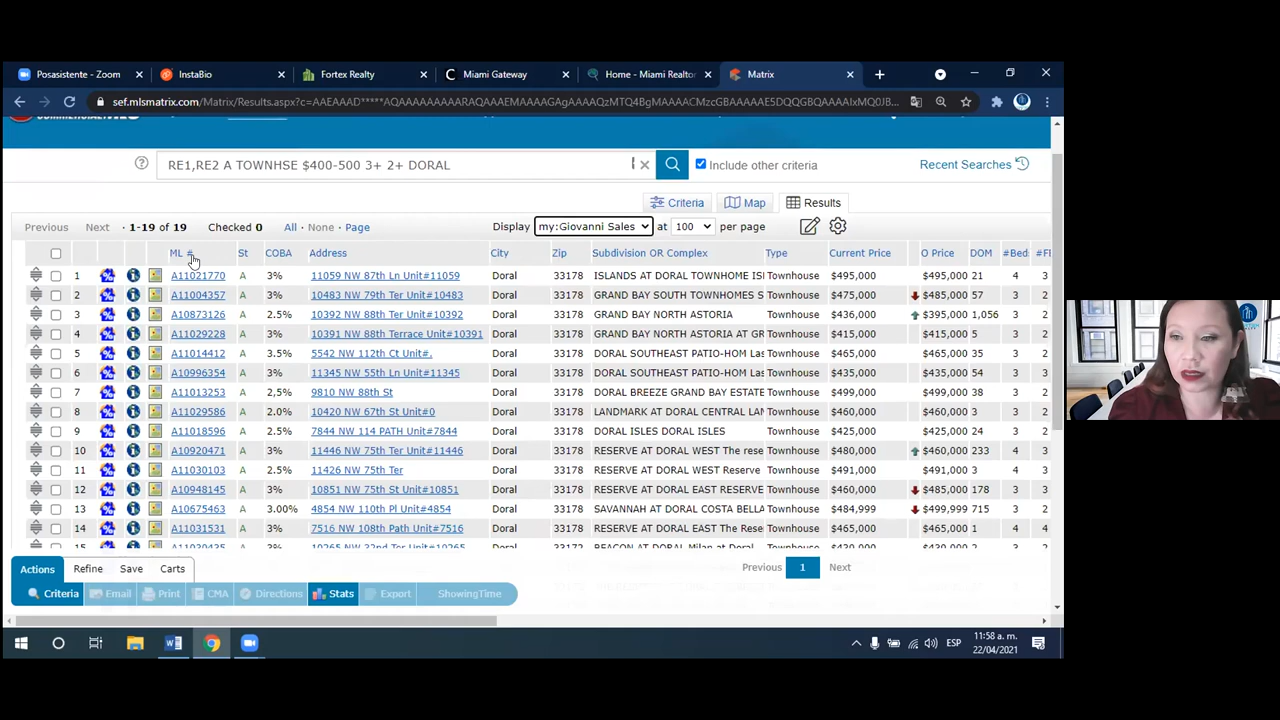 Posasistente - Zoom
InstaBio
Fortex Realty
Miami Gateway
Home - Miami Realtor
Matrix
sef.mlsmatrix.com/Matrix/Results.aspx?c=
RE1,RE2 A TOWNHSE $400-500 3+ 2+ DORAL
Include other criteria
Recent Searches
Criteria Map Results
Previous Next 1-19 of 19 Checked 0 All · None · Page Display my:Giovanni Sales at 100 per page
ML # St COBA Address City Zip Subdivision OR Complex Type Current Price O Price DOM #Bed: #F
1 A11021770 A 3% 11059 NW 87th Ln Unit#11059 Doral 33178 ISLANDS AT DORAL TOWNHOME ISL Townhouse $495,000 $495,000 21 4 3
2 A11004357 A 3% 10483 NW 79th Ter Unit#10483 Doral 33178 GRAND BAY SOUTH TOWNHOMES S Townhouse $475,000 $485,000 57 3 2
3 A10873126 A 2.5% 10392 NW 88th Ter Unit#10392 Doral 33178 GRAND BAY NORTH ASTORIA Townhouse $436,000 $395,000 1,056 3 2
4 A11029228 A 3% 10391 NW 88th Terrace Unit#10391 Doral 33178 GRAND BAY NORTH ASTORIA AT GR Townhouse $415,000 $415,000 5 3 2
5 A11014412 A 3.5% 5542 NW 112th Ct Unit#. Doral 33178 DORAL SOUTHEAST PATIO-HOM Las Townhouse $465,000 $465,000 35 3 2
6 A10996354 A 3% 11345 NW 55th Ln Unit#11345 Doral 33178 DORAL SOUTHEAST PATIO-HOM Las Townhouse $435,000 $435,000 54 3 2
7 A11013253 A 2,5% 9810 NW 88th St Doral 33178 DORAL BREEZE GRAND BAY ESTATE Townhouse $499,000 $499,000 38 3 2
8 A11029586 A 2.0% 10420 NW 67th St Unit#0 Doral 33178 LANDMARK AT DORAL CENTRAL LAN Townhouse $460,000 $460,000 3 3 2
9 A11018596 A 2.5% 7844 NW 114 PATH Unit#7844 Doral 33178 DORAL ISLES DORAL ISLES Townhouse $425,000 $425,000 24 3 2
10 A10920471 A 3% 11446 NW 75th Ter Unit#11446 Doral 33178 RESERVE AT DORAL WEST The rese Townhouse $480,000 $460,000 233 4 3
11 A11030103 A 2.5% 11426 NW 75th Ter Doral 33178 RESERVE AT DORAL WEST Reserve Townhouse $491,000 $491,000 3 4 3
12 A10948145 A 3% 10851 NW 75th St Unit#10851 Doral 33178 RESERVE AT DORAL EAST RESERVE Townhouse $460,000 $485,000 178 3 3
13 A10675463 A 3.00% 4854 NW 110th Pl Unit#4854 Doral 33178 SAVANNAH AT DORAL COSTA BELLA Townhouse $484,999 $499,999 715 3 2
14 A11031531 A 3% 7516 NW 108th Path Unit#7516 Doral 33178 RESERVE AT DORAL EAST The Rese Townhouse $465,000 $465,000 1 4 4
Actions Refine Save Carts Previous 1 Next
Criteria Email Print CMA Directions Stats Export ShowingTime
ESP
11:58 a. m.
22/04/2021